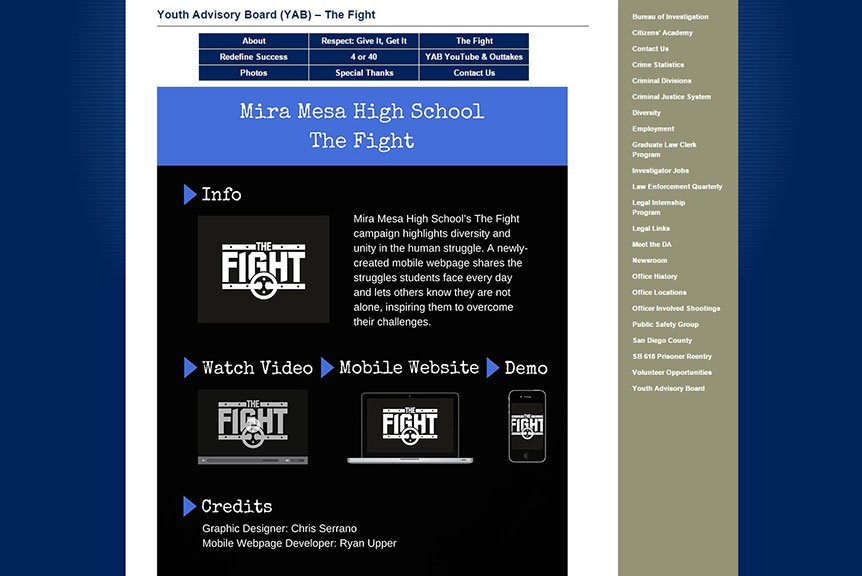 Youth Advisory Board (YAB) – The Fight
About
Respect: Give It, Get It
The Fight
Redefine Success
4 or 40
YAB YouTube & Outtakes
Photos
Special Thanks
Contact Us
Mira Mesa High School
The Fight
Info
THE
FIGHT
Mira Mesa High School's The Fight
campaign highlights diversity and
unity in the human struggle. A newly-
created mobile webpage shares the
struggles students face every day
and lets others know they are not
alone, inspiring them to overcome
their challenges.
Watch Video
Mobile Website
Demo
THE
FIGHT
THE
FIGHT
THE
FIGHT
Credits
Graphic Designer: Chris Serrano
Mobile Webpage Developer: Ryan Upper
Bureau of Investigation
Citizens' Academy
Contact Us
Crime Statistics
Criminal Divisions
Criminal Justice System
Diversity
Employment
Graduate Law Clerk
Program
Investigator Jobs
Law Enforcement Quarterly
Legal Internship
Program
Legal Links
Meet the DA
Newsroom
Office History
Office Locations
Officer Involved Shootings
Public Safety Group
San Diego County
SB 618 Prisoner Reentry
Volunteer Opportunities
Youth Advisory Board